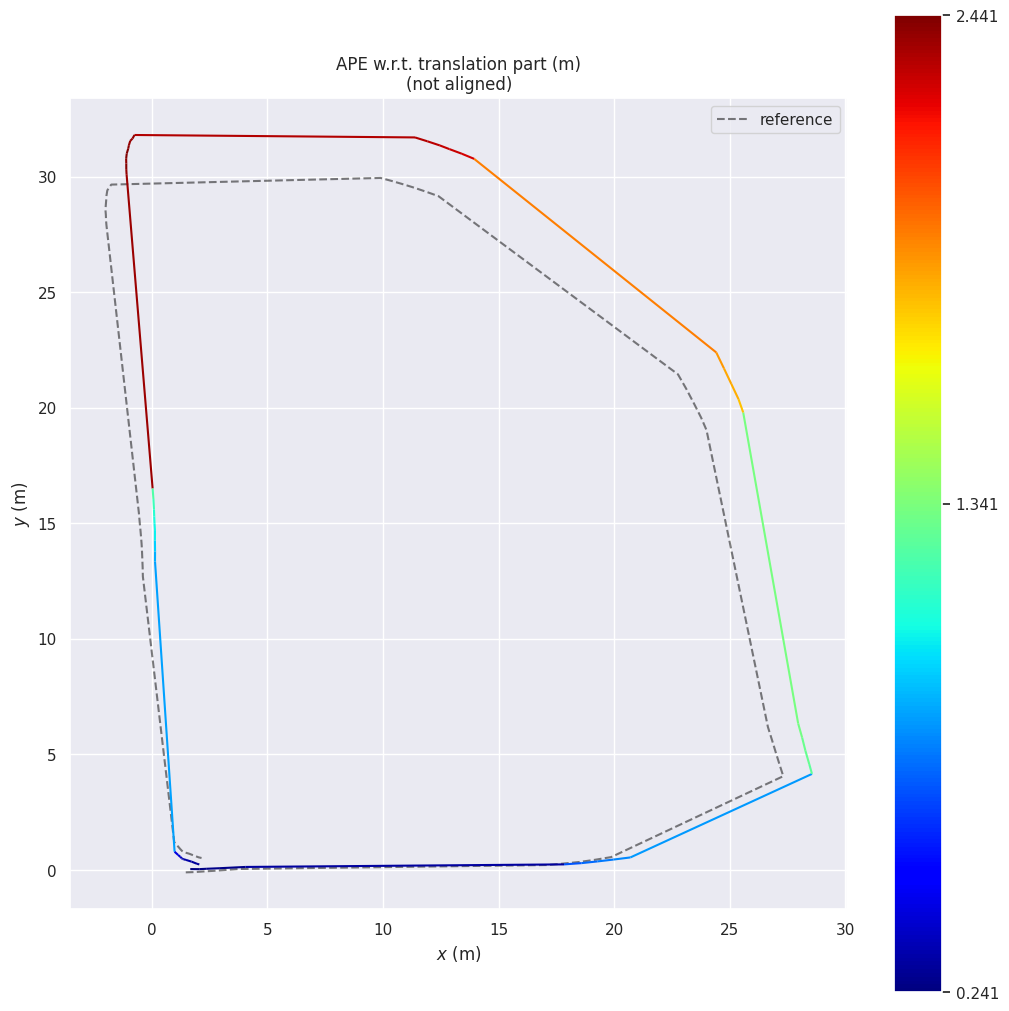 APE w.r.t. translation part (m)
(not aligned)
reference
2.441
1.341
0.241
30
25
20
15
10
5
0
y (m)
0 5 10 15 20 25 30
x (m)